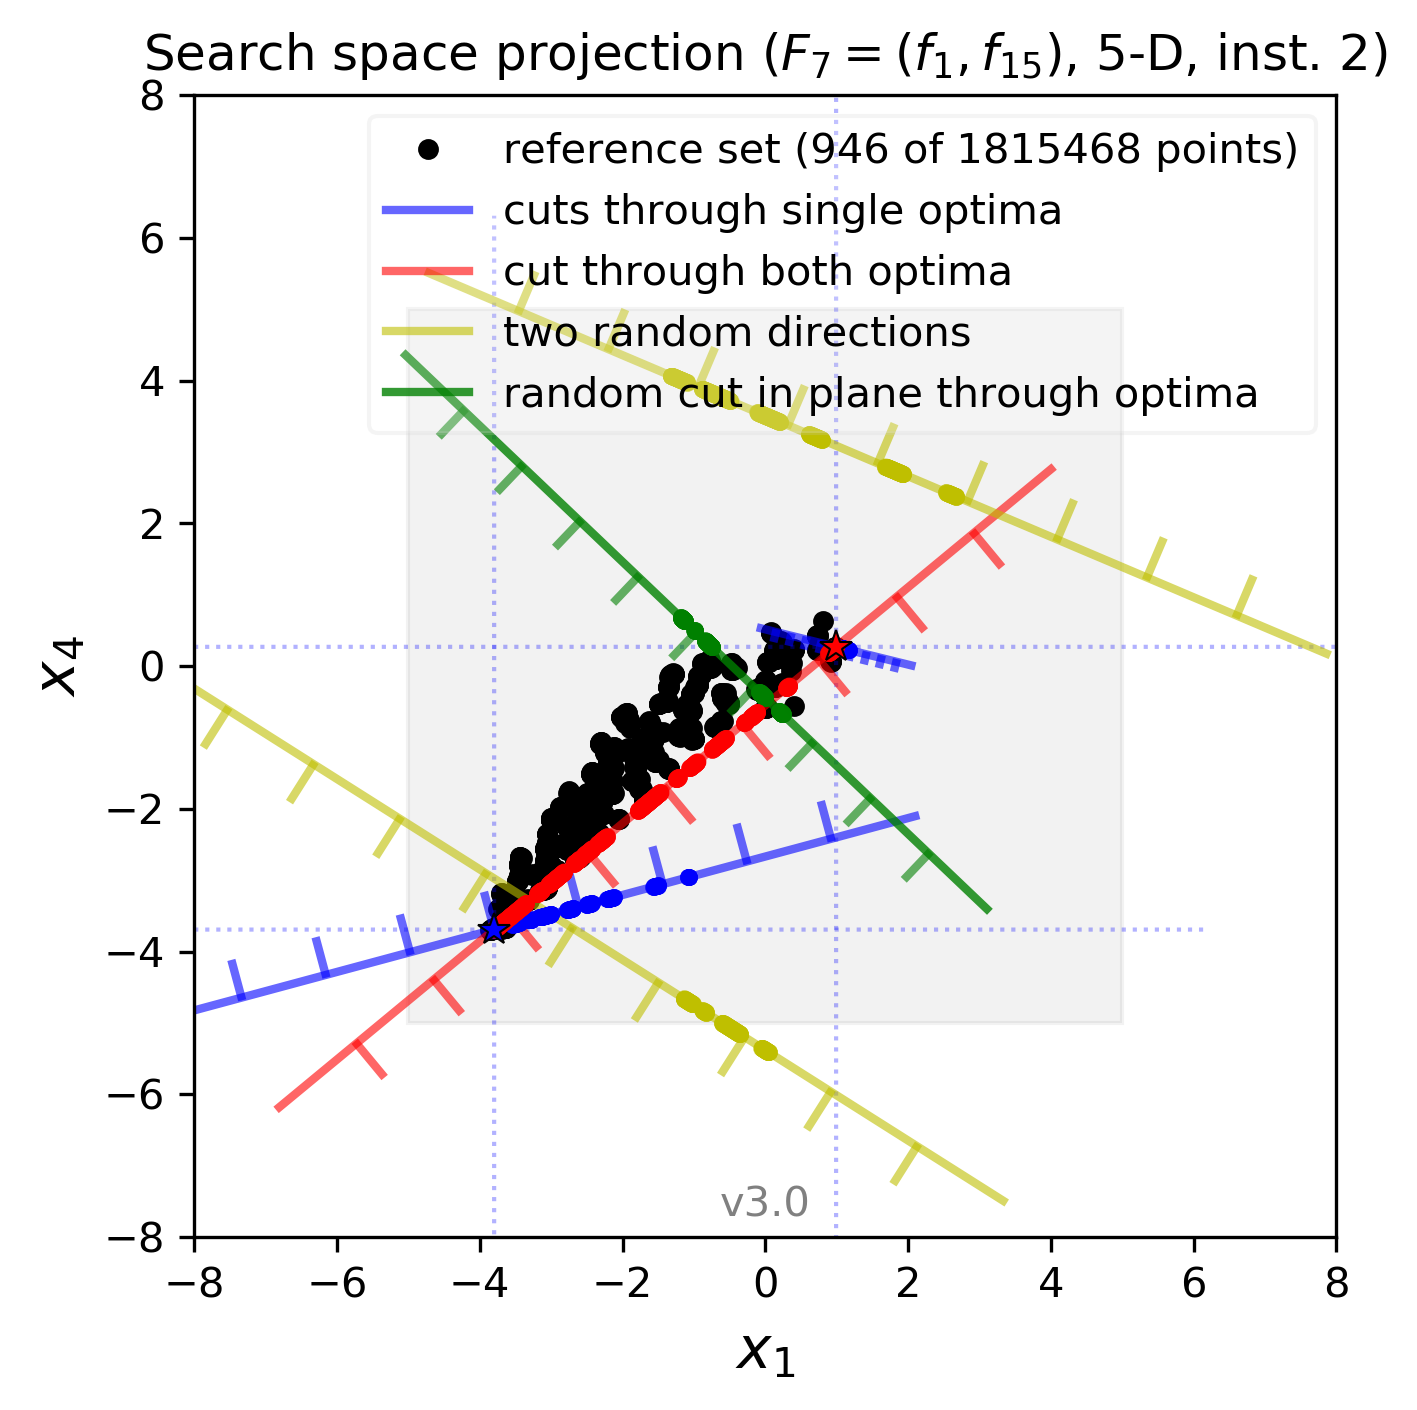 Search space projection (F₇ = (f₁, f₁₅), 5-D, inst. 2)
8
6
4
2
0
−2
−4
−6
−8
x₄
reference set (946 of 1815468 points)
cuts through single optima
cut through both optima
two random directions
random cut in plane through optima
v3.0
−8 −6 −4 −2 0 2 4 6 8
x₁